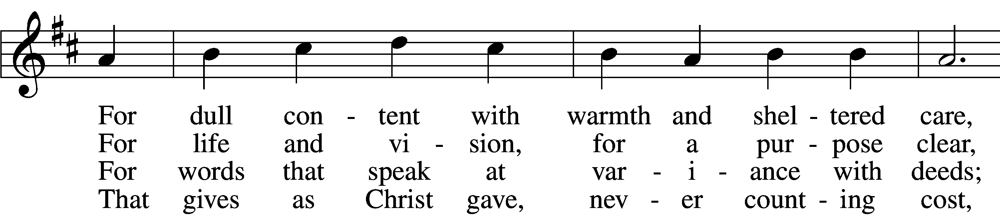 For dull con - tent with warmth and shel - tered care,
For life and vi - sion, for a pur - pose clear,
For words that speak at var - i - ance with deeds;
That gives as Christ gave, nev - er count - ing cost,